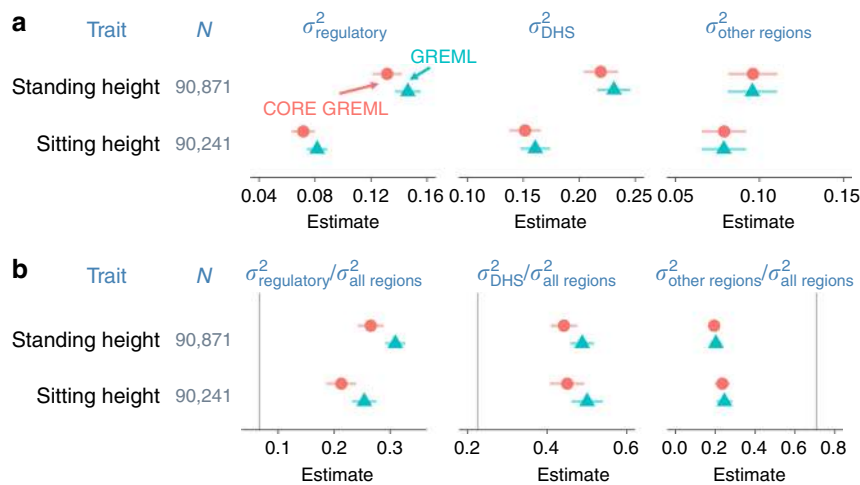 a
Trait N σ²regulatory σ²DHS σ²other regions
GREML
Standing height 90,871
CORE GREML
Sitting height 90,241
0.04 0.08 0.12 0.16 0.10 0.15 0.20 0.25 0.05 0.10 0.15
Estimate Estimate Estimate
b
Trait N σ²regulatory/σ²all regions σ²DHS/σ²all regions σ²other regions/σ²all regions
Standing height 90,871
Sitting height 90,241
0.1 0.2 0.3 0.2 0.4 0.6 0.0 0.2 0.4 0.6 0.8
Estimate Estimate Estimate